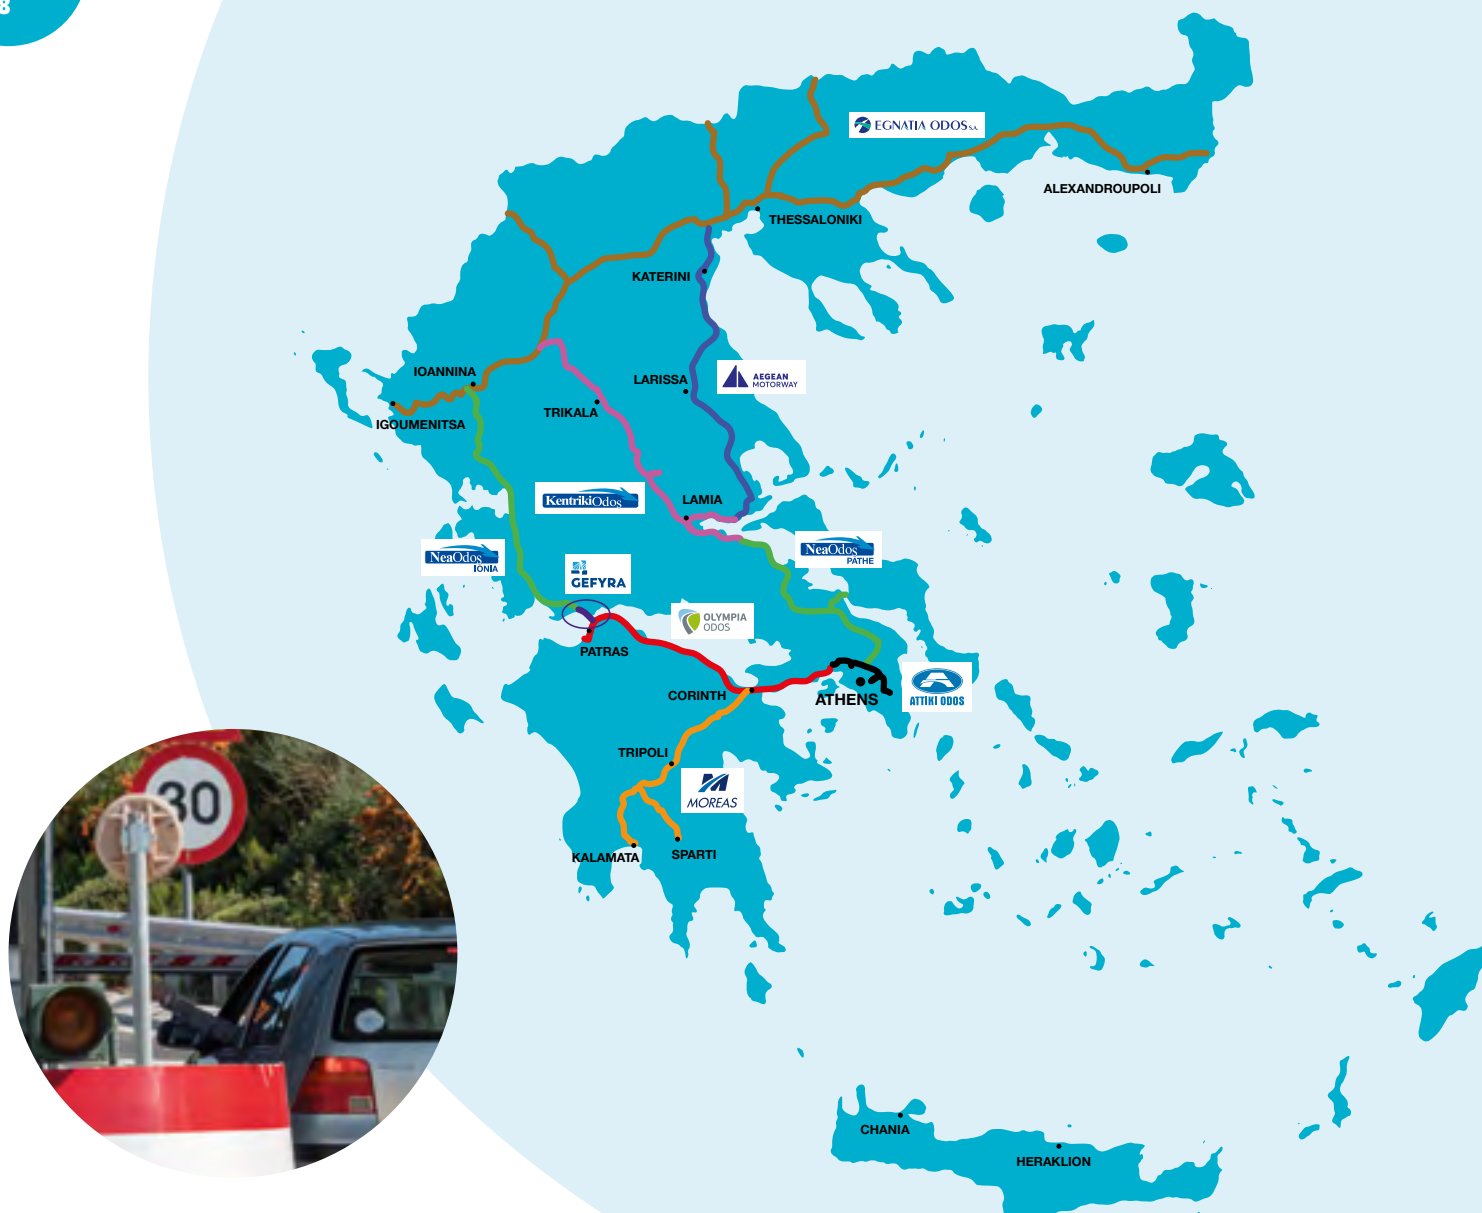 8
EGNATIA ODOS S.A.
ALEXANDROUPOLI
THESSALONIKI
KATERINI
IOANNINA
LARISSA
AEGEAN
MOTORWAY
TRIKALA
IGOUMENITSA
KentrikiOdos
LAMIA
NeaOdos
IONIA
NeaOdos
PATHE
GEFYRA
OLYMPIA
ODOS
PATRAS
CORINTH
ATHENS
ATTIKI ODOS
TRIPOLI
MOREAS
30
KALAMATA
SPARTI
CHANIA
HERAKLION